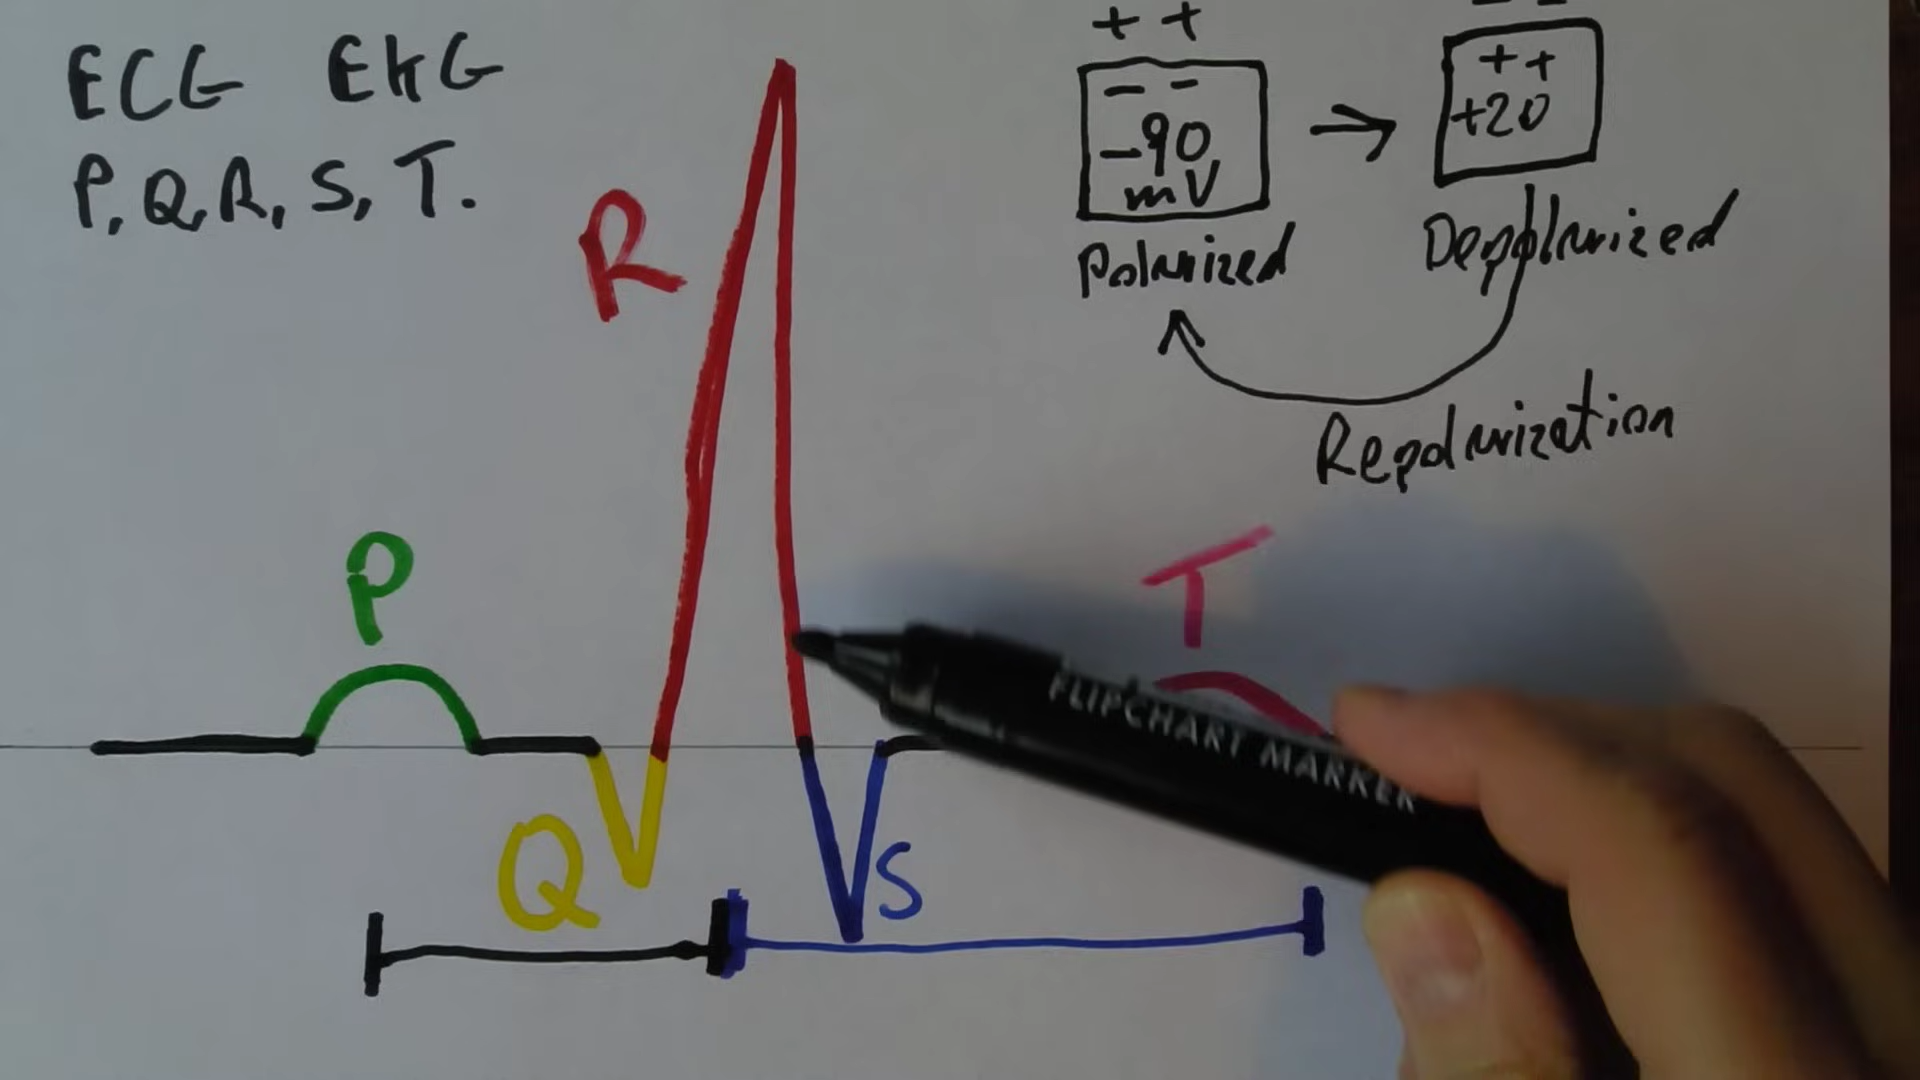 ECG EKG
P, Q, R, S, T.
R
P
Q
S
T
+ +
- -
-90
mV
Polarized
- -
+ +
+20
Depolarized
Repolarization
FLIPCHART MARKER